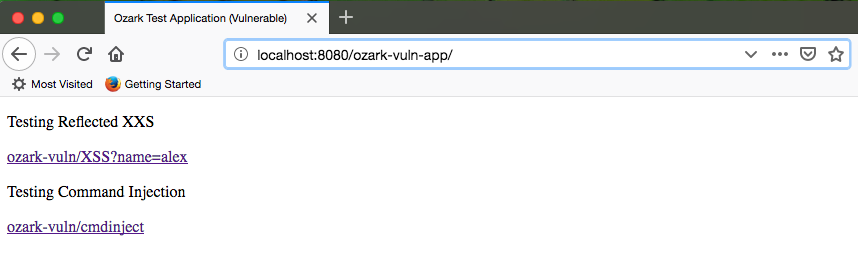 Ozark Test Application (Vulnerable)
localhost:8080/ozark-vuln-app/
Most Visited Getting Started
Testing Reflected XXS
ozark-vuln/XSS?name=alex
Testing Command Injection
ozark-vuln/cmdinject